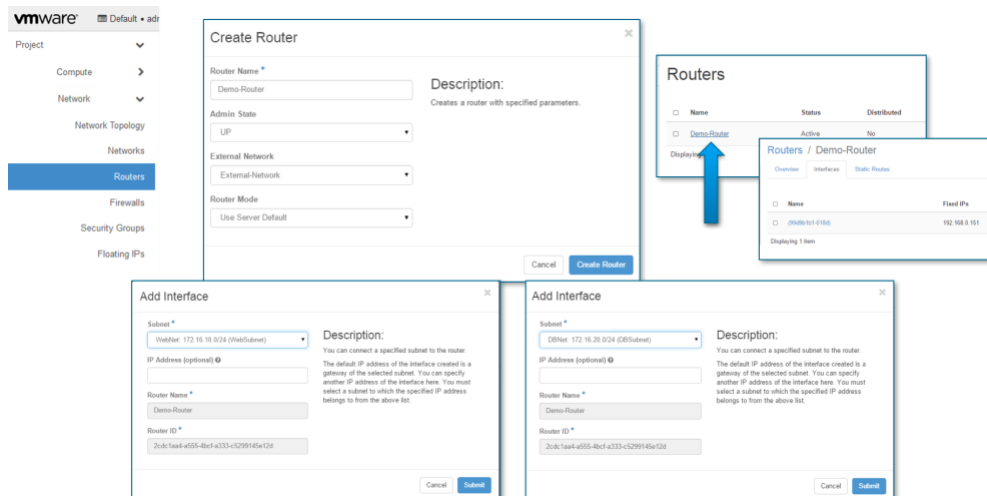 vmware Default • adr
Project
Compute
Network
Network Topology
Networks
Routers
Firewalls
Security Groups
Floating IPs
Create Router
Router Name *
Demo-Router
Admin State
UP
External Network
External-Network
Router Mode
Use Server Default
Description:
Creates a router with specified parameters.
Cancel Create Router
Routers
Name Status Distributed
Demo-Router Active No
Routers / Demo-Router
Overview Interfaces Static Routes
Name Fixed IPs
192.168.0.161
Displaying 1 item
Add Interface
Subnet *
WebNet: 172.16.10.0/24 (WebSubnet)
IP Address (optional)
Router Name *
Demo-Router
Router ID *
2cdc1aa4-a555-4bcf-a333-c5299145e12d
Description:
You can connect a specified subnet to the router.
The default IP address of the interface created is a
gateway of the selected subnet. You can specify
another IP address of the interface here. You must
select a subnet to which the specified IP address
belongs to from the above list.
Cancel Submit
Add Interface
Subnet *
DBNet: 172.16.20.0/24 (DBSubnet)
IP Address (optional)
Router Name *
Demo-Router
Router ID *
2cdc1aa4-a555-4bcf-a333-c5299145e12d
Description:
You can connect a specified subnet to the router.
The default IP address of the interface created is a
gateway of the selected subnet. You can specify
another IP address of the interface here. You must
select a subnet to which the specified IP address
belongs to from the above list.
Cancel Submit